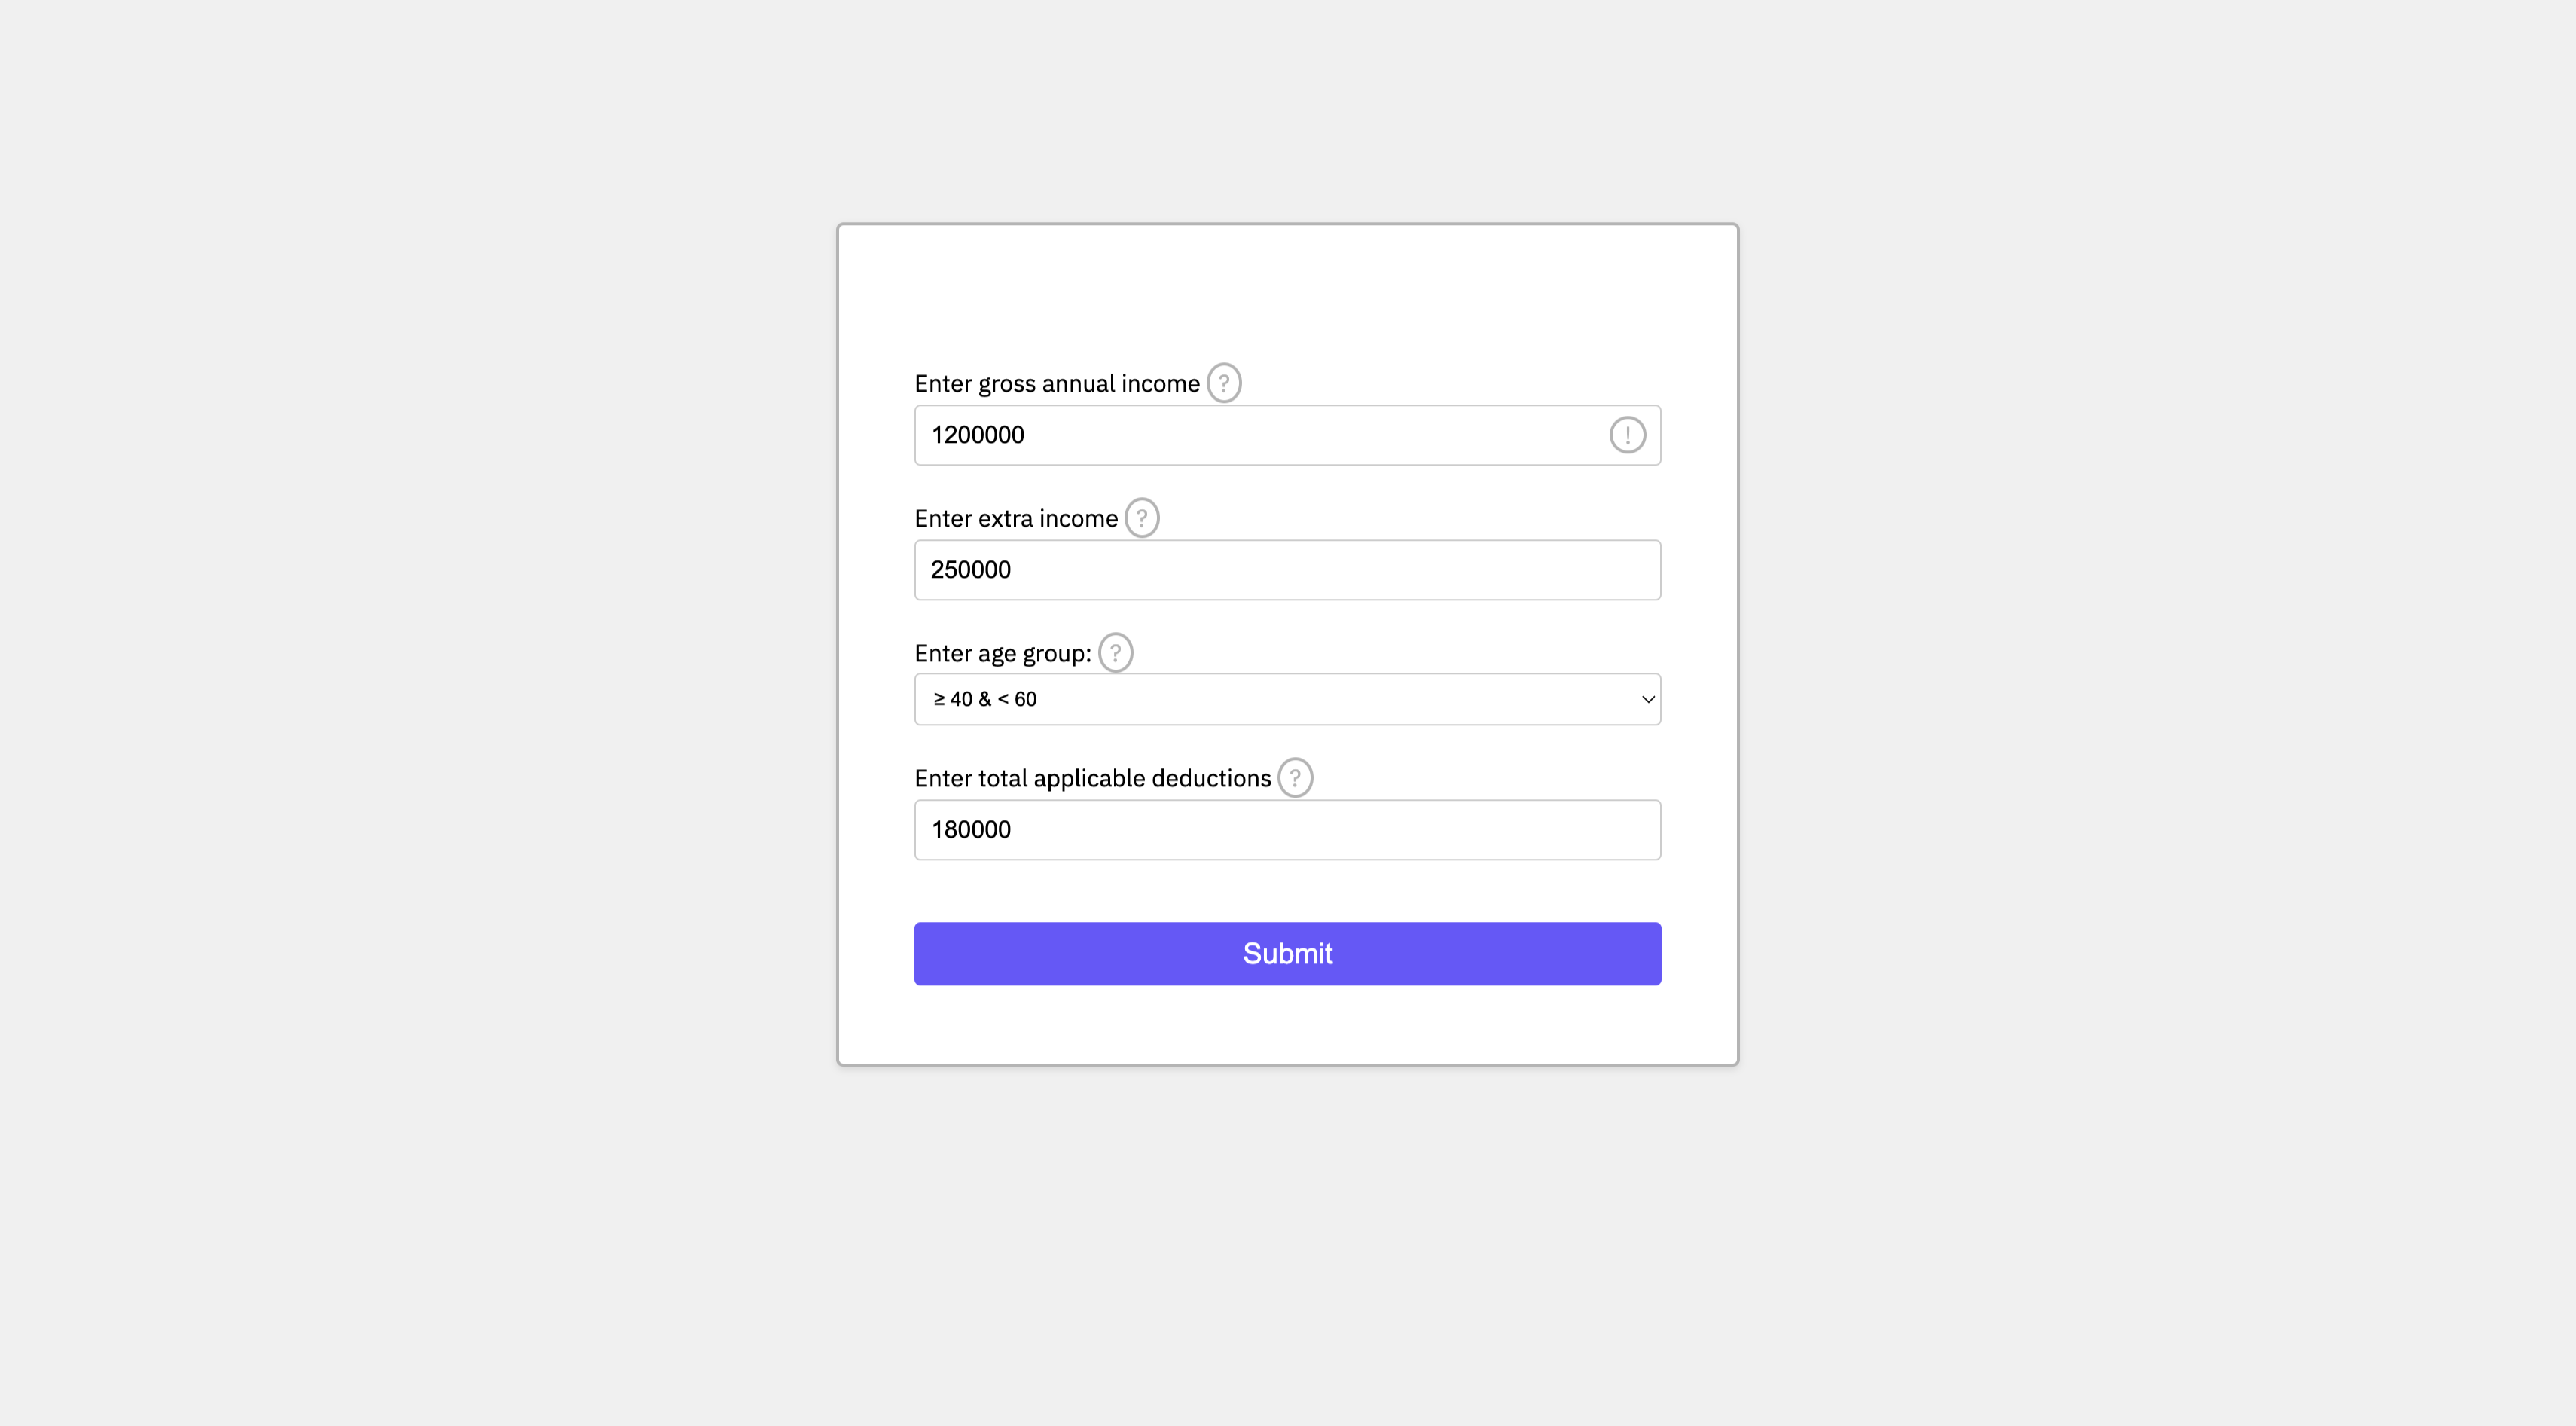 Enter gross annual income ?
1200000 !
Enter extra income ?
250000
Enter age group: ?
≥ 40 & < 60
Enter total applicable deductions ?
180000
Submit